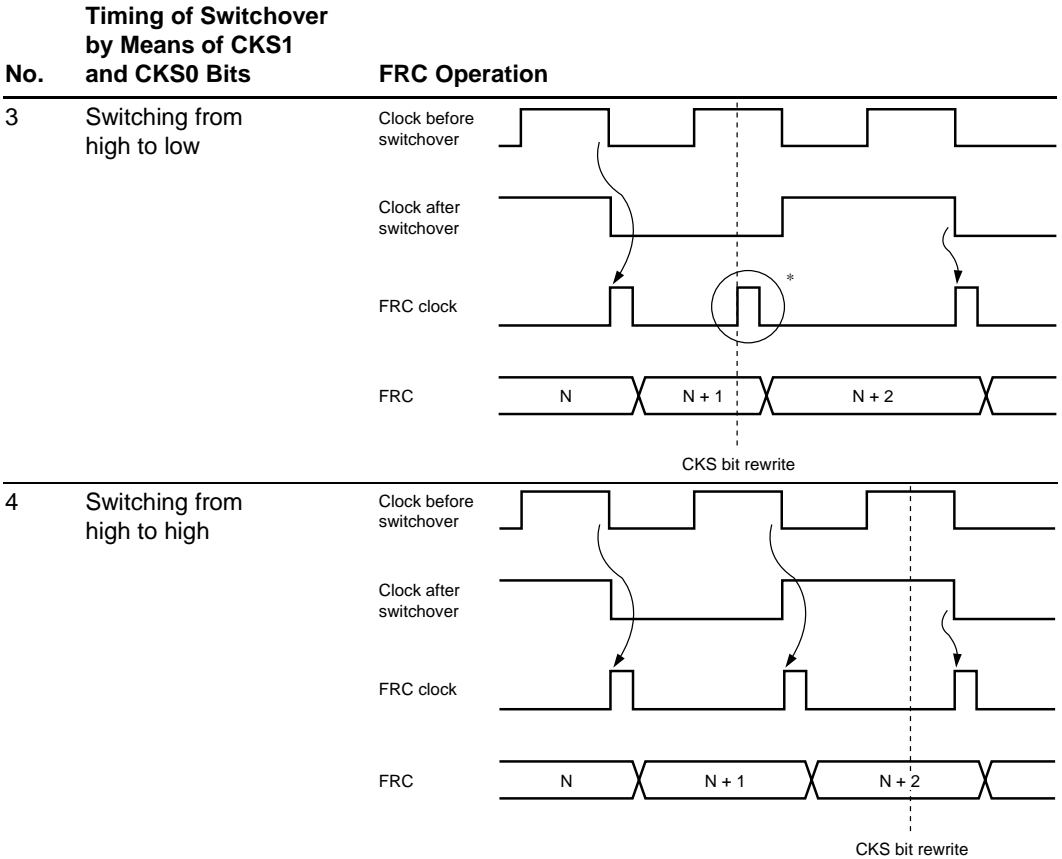 Timing of Switchover
by Means of CKS1
No. and CKS0 Bits FRC Operation
3 Switching from
high to low
Clock before
switchover
Clock after
switchover
FRC clock
*
FRC N N + 1 N + 2
CKS bit rewrite
4 Switching from
high to high
Clock before
switchover
Clock after
switchover
FRC clock
FRC N N + 1 N + 2
CKS bit rewrite